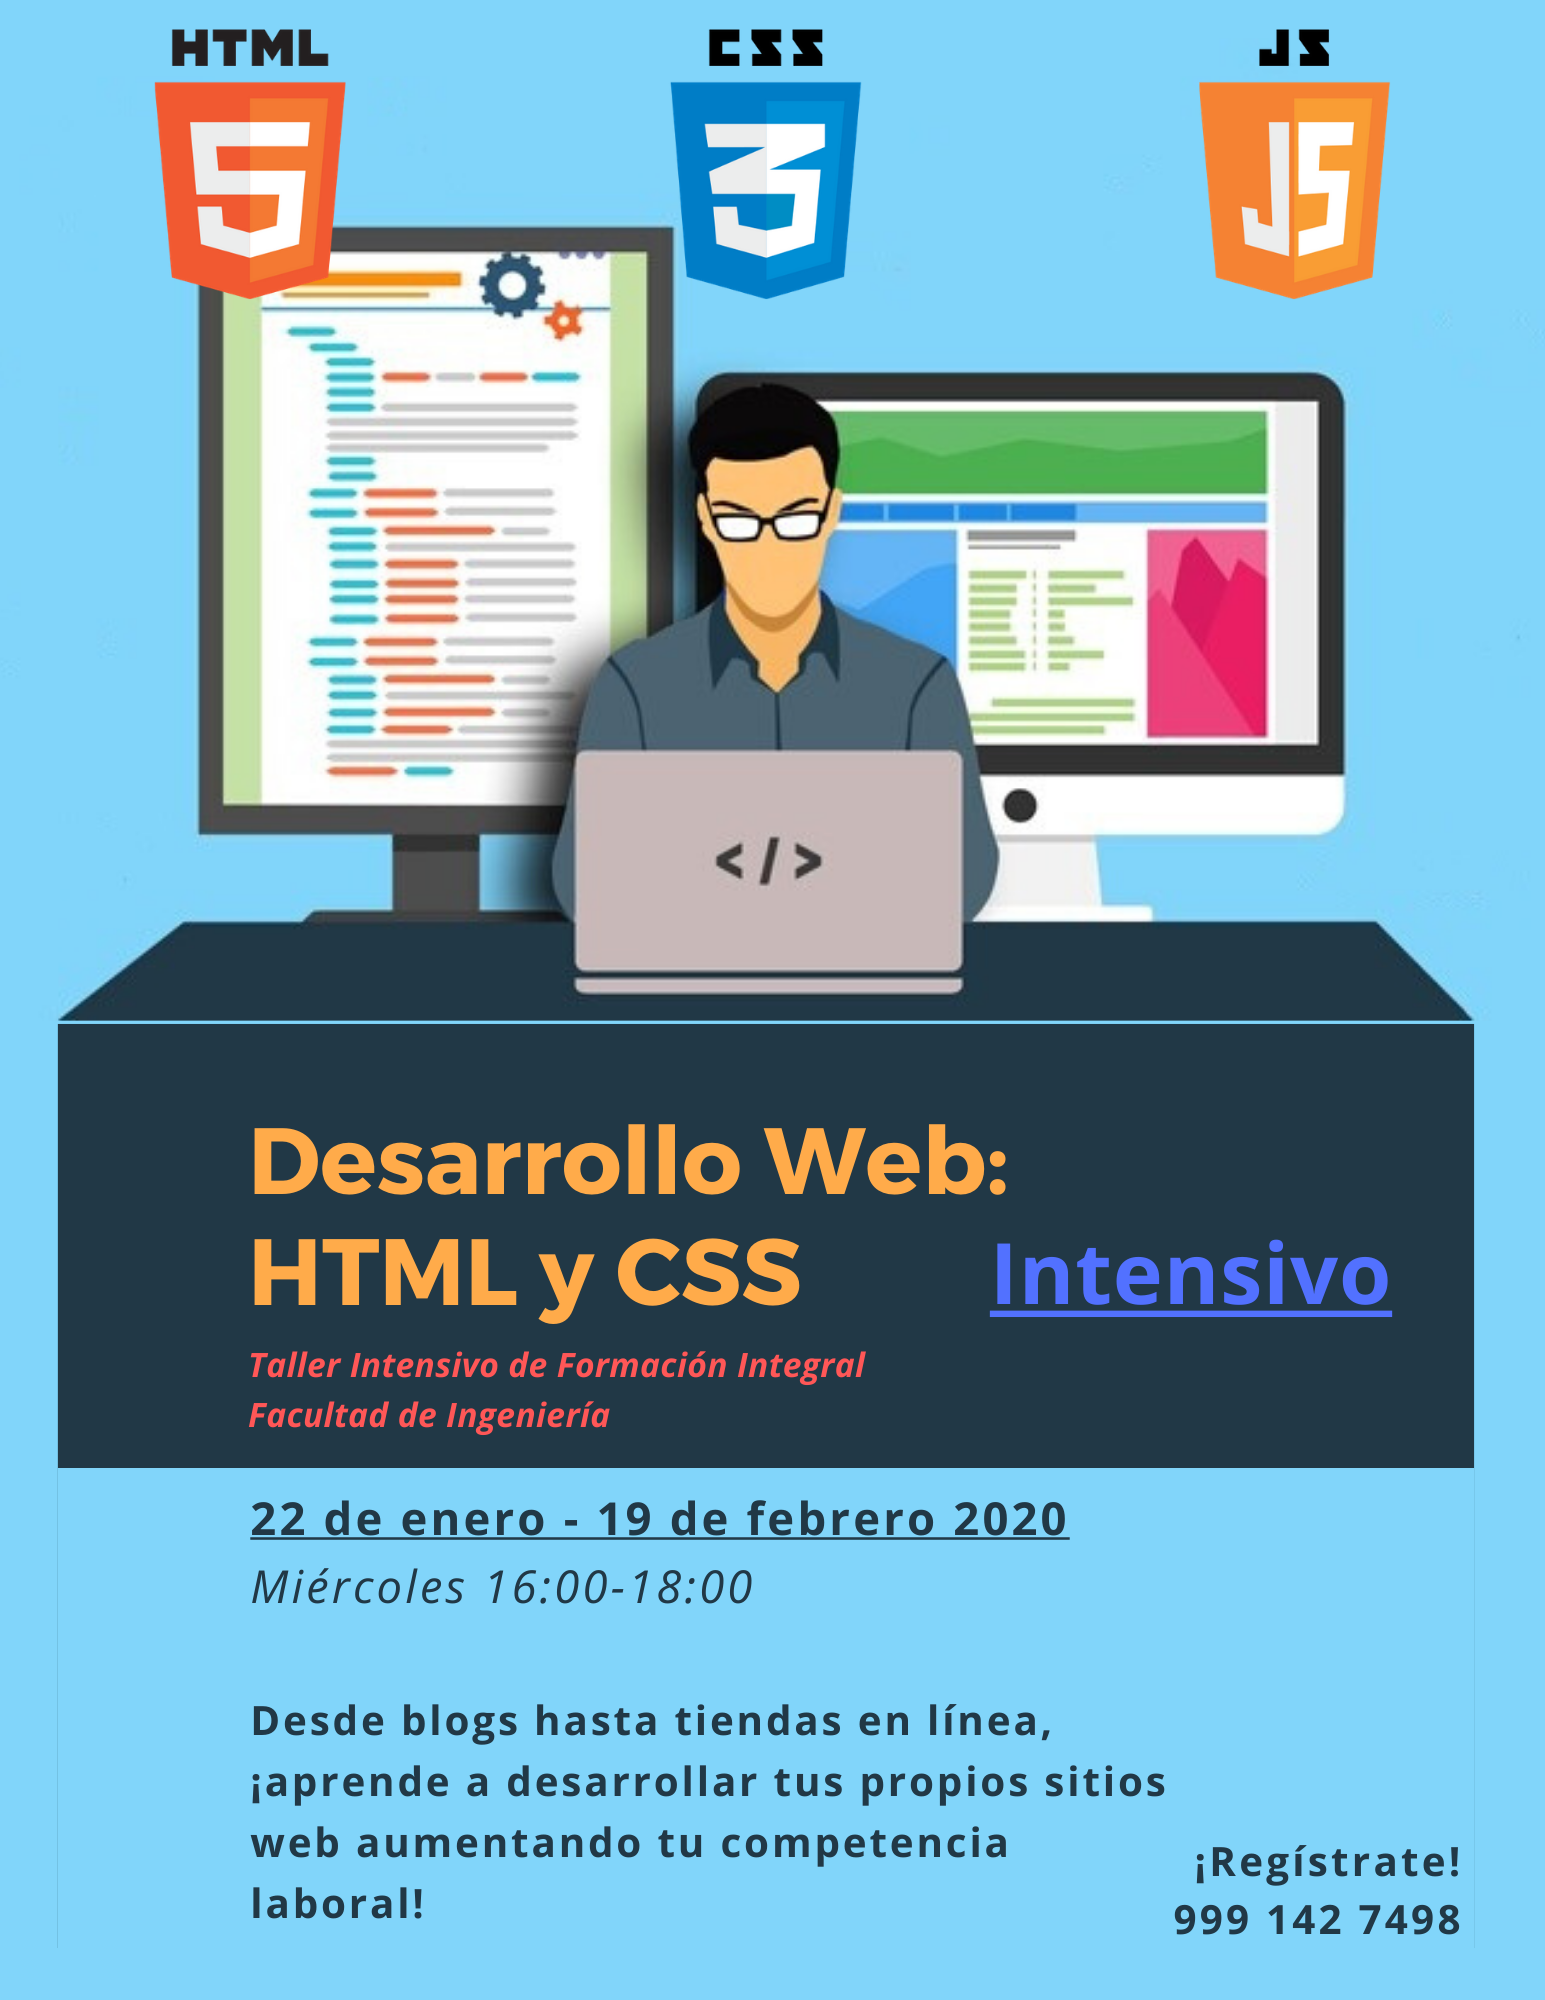 HTML CSS JS
5 3 JS
</>
Desarrollo Web:
HTML y CSS
Intensivo
Taller Intensivo de Formación Integral
Facultad de Ingeniería
22 de enero - 19 de febrero 2020
Miércoles 16:00-18:00
Desde blogs hasta tiendas en línea,
¡aprende a desarrollar tus propios sitios
web aumentando tu competencia
laboral!
¡Regístrate!
999 142 7498